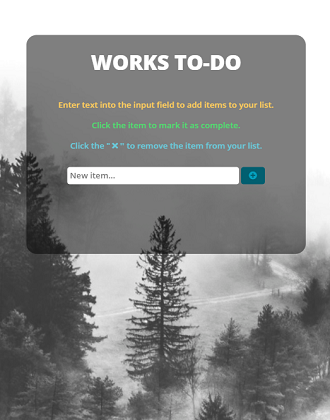 WORKS TO-DO
Enter text into the input field to add items to your list.
Click the item to mark it as complete.
Click the "❌" to remove the item from your list.
New item...